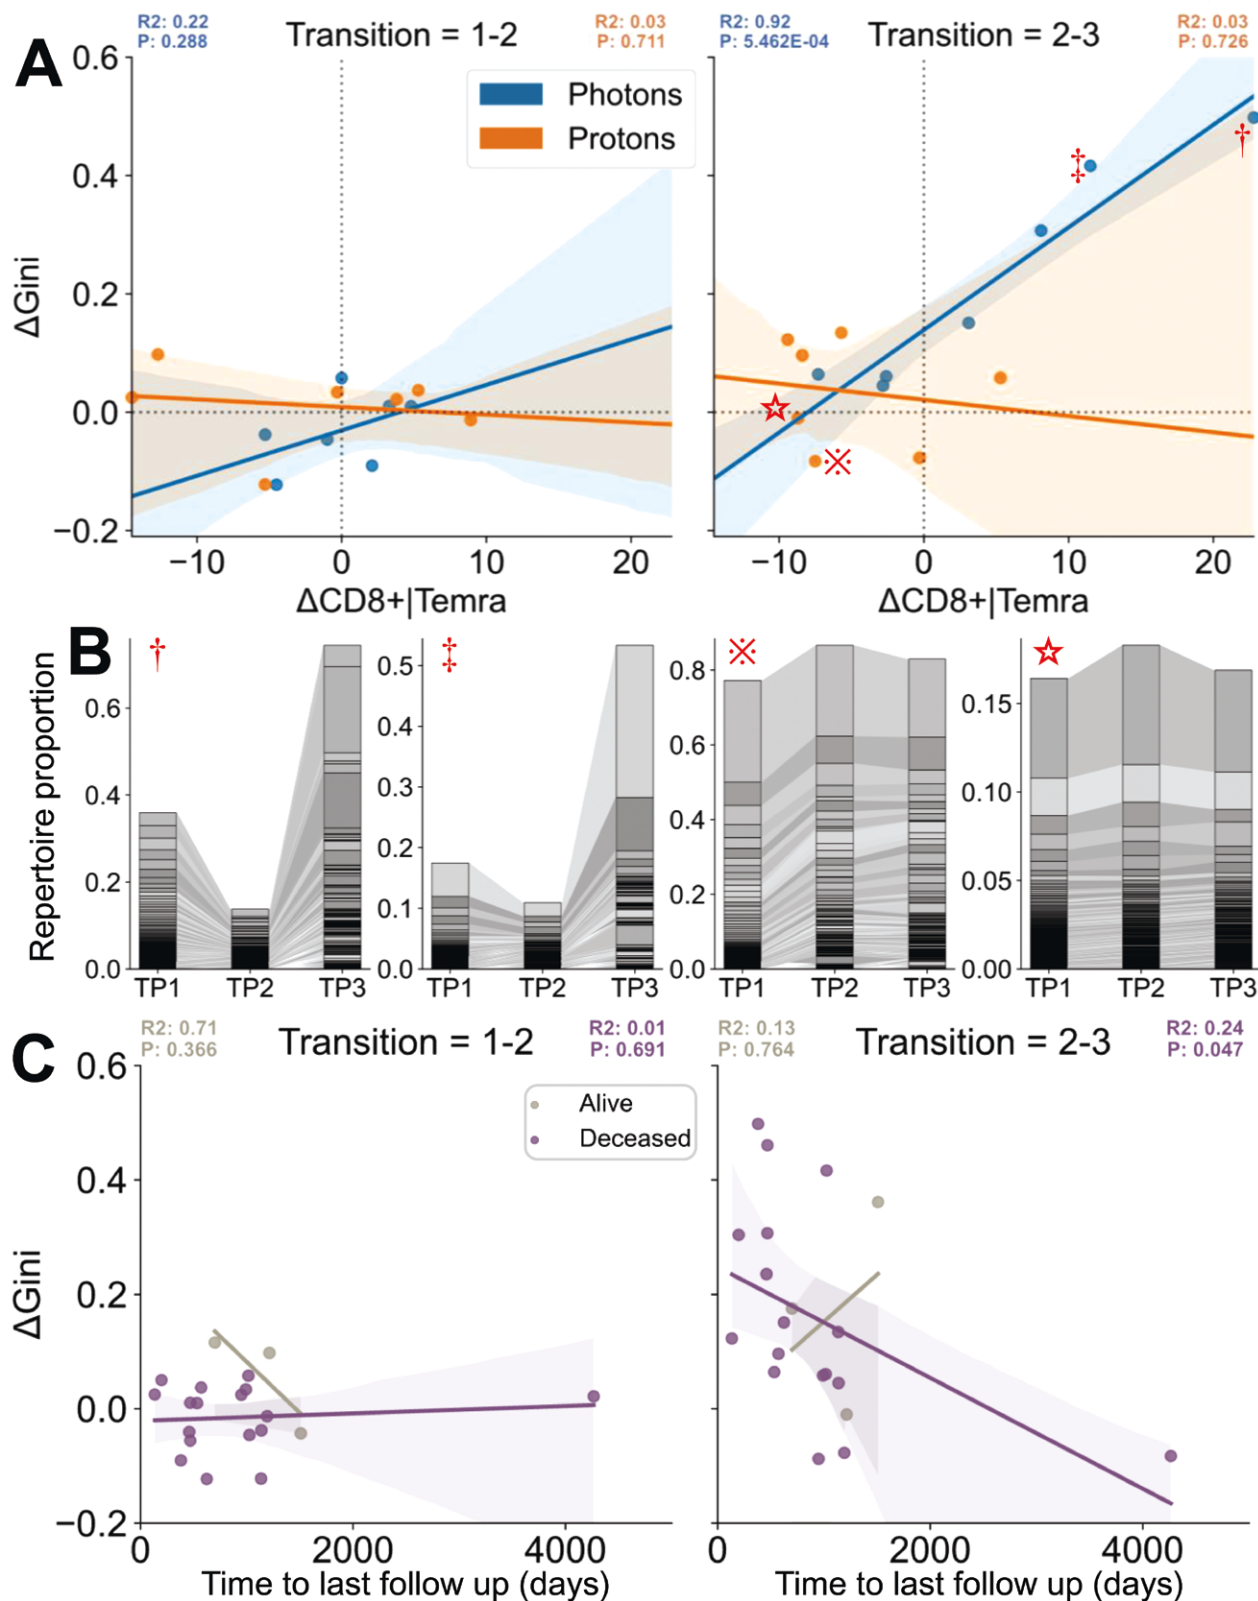 A
R2: 0.22
P: 0.288
Transition = 1-2
R2: 0.03
P: 0.711
R2: 0.92
P: 5.462E-04
Transition = 2-3
R2: 0.03
P: 0.726
Photons
Protons
†
‡
☆
※
ΔGini
0.6
0.4
0.2
0.0
−0.2
−10
0
10
20
−10
0
10
20
ΔCD8+|Temra
ΔCD8+|Temra
B
Repertoire proportion
†
0.6
0.4
0.2
0.0
TP1
TP2
TP3
‡
0.5
0.4
0.3
0.2
0.1
0.0
TP1
TP2
TP3
※
0.8
0.6
0.4
0.2
0.0
TP1
TP2
TP3
☆
0.15
0.10
0.05
0.00
TP1
TP2
TP3
C
R2: 0.71
P: 0.366
Transition = 1-2
R2: 0.01
P: 0.691
R2: 0.13
P: 0.764
Transition = 2-3
R2: 0.24
P: 0.047
Alive
Deceased
ΔGini
0.6
0.4
0.2
0.0
−0.2
0
2000
4000
0
2000
4000
Time to last follow up (days)
Time to last follow up (days)